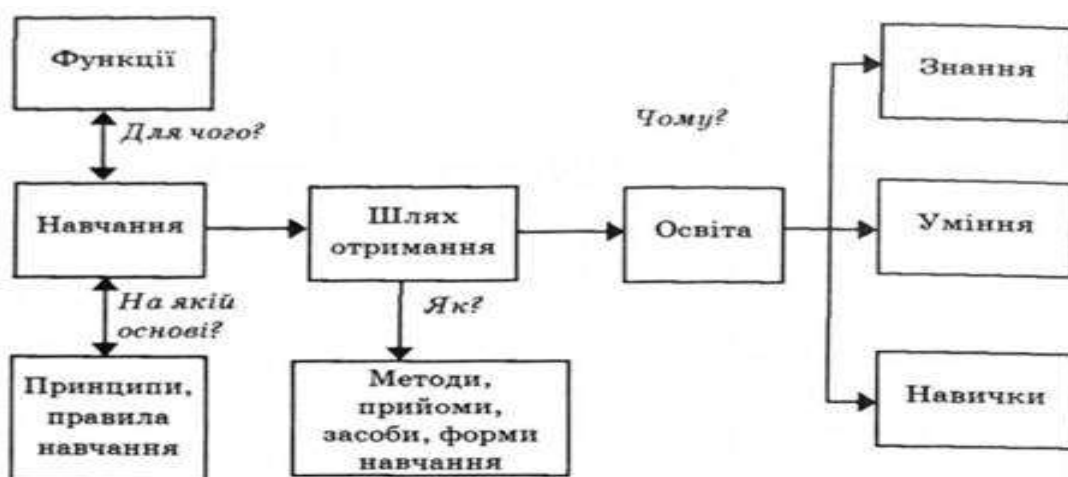 Функції
Для чого?
Чому?
Знання
Навчання
Шлях
отримання
Освіта
Уміння
На якій
основі?
Як?
Принципи,
правила
навчання
Методи,
прийоми,
засоби, форми
навчання
Навички